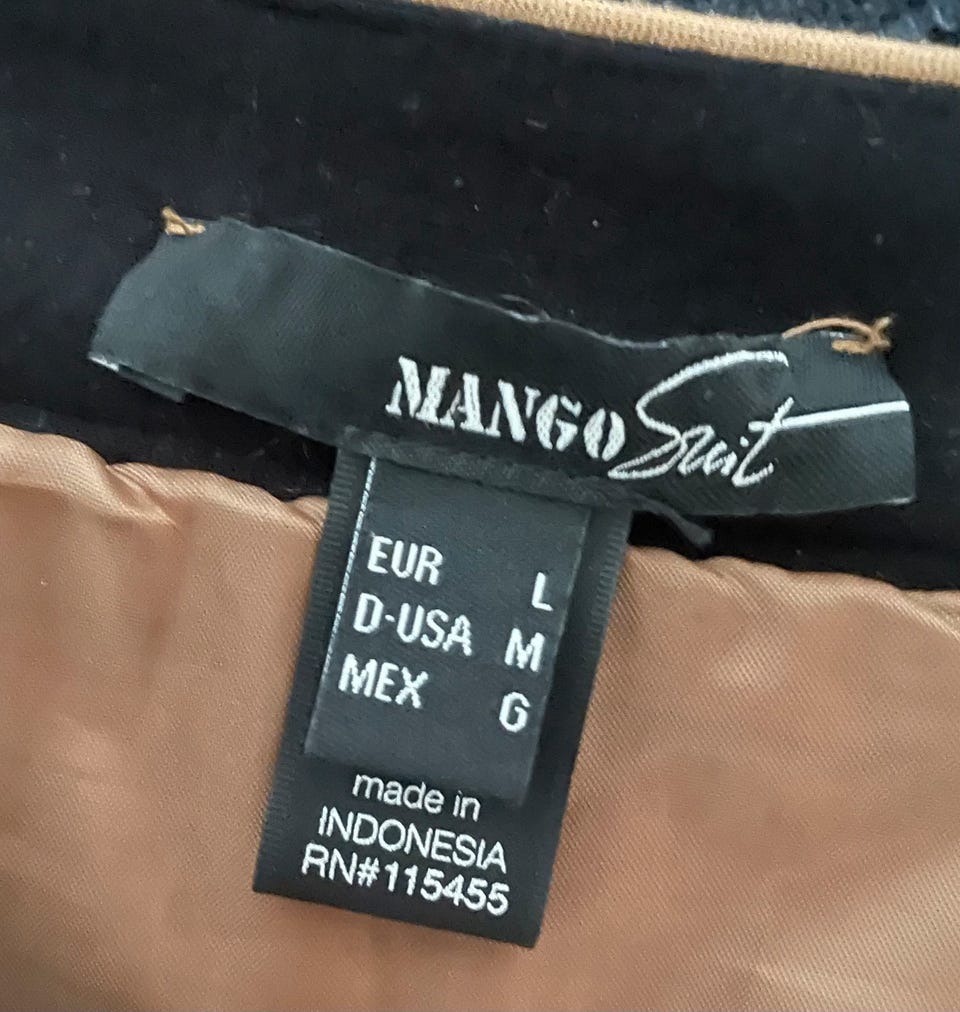 MANGO Suit
EUR L
D-USA M
MEX G
made in
INDONESIA
RN#115455